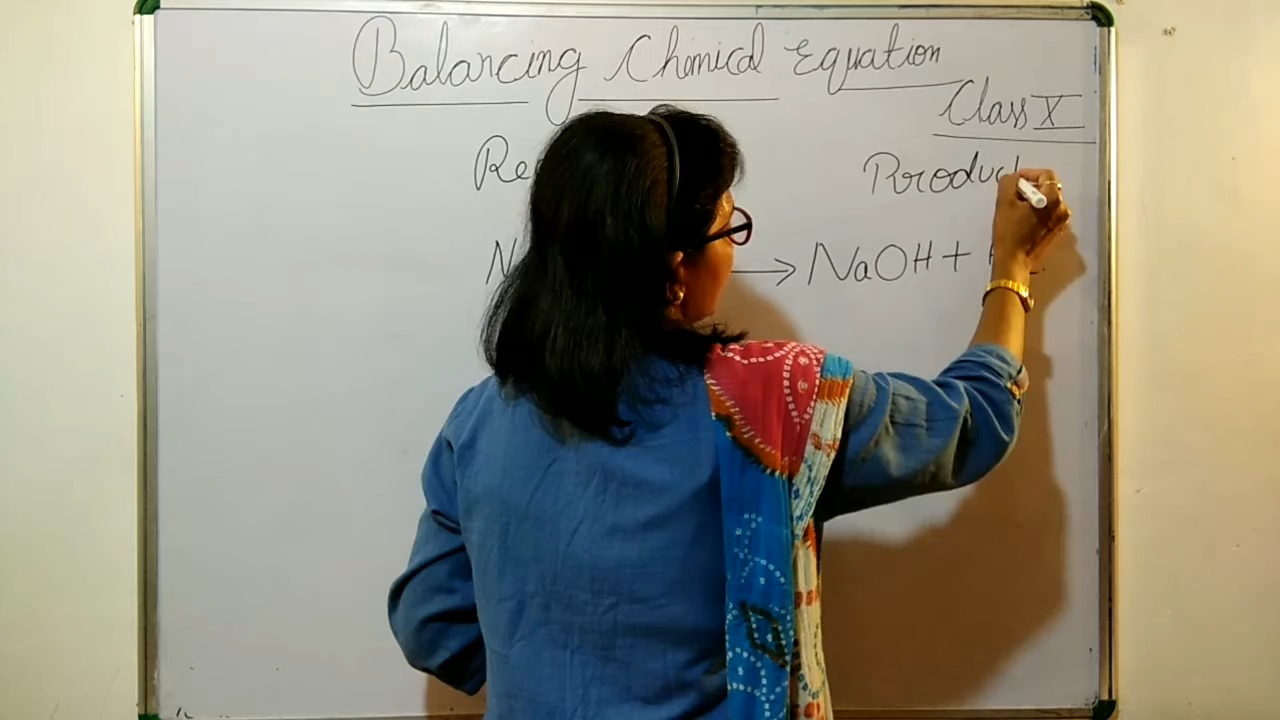 Balancing Chemical Equation
Class X
Re Produc
N → NaOH +